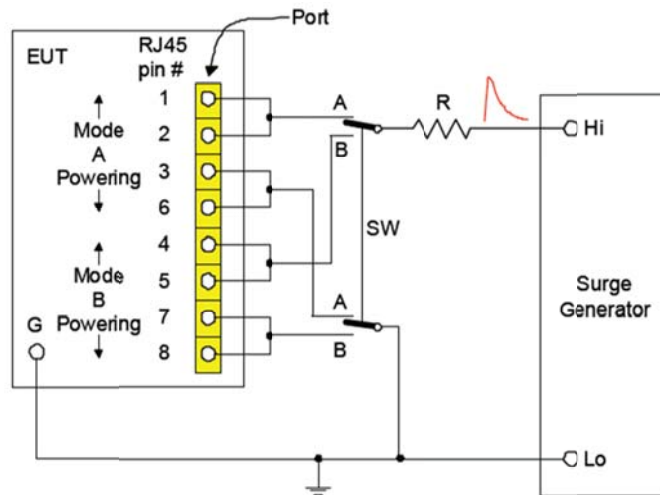 Port
EUT
RJ45
pin #
Mode
A
Powering
Mode
B
Powering
G
1
2
3
6
4
5
7
8
A
B
A
B
SW
R
Hi
Surge
Generator
Lo